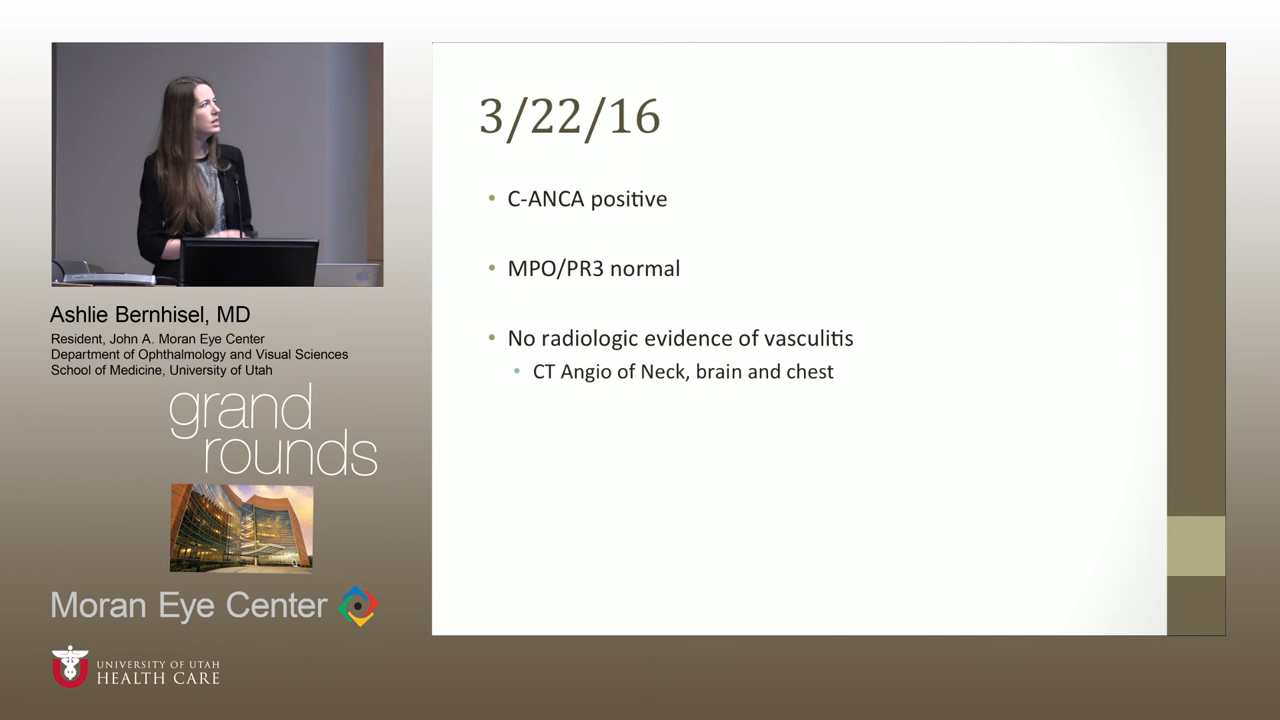 3/22/16
• C-ANCA positive
• MPO/PR3 normal
• No radiologic evidence of vasculitis
• CT Angio of Neck, brain and chest
Ashlie Bernhisel, MD
Resident, John A. Moran Eye Center
Department of Ophthalmology and Visual Sciences
School of Medicine, University of Utah
grand
rounds
Moran Eye Center
UNIVERSITY OF UTAH
HEALTH CARE